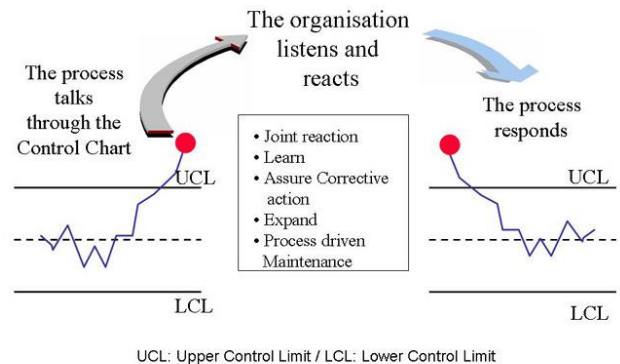 The organisation
listens and
reacts
The process
talks
through the
Control Chart
The process
responds
• Joint reaction
• Learn
• Assure Corrective
action
• Expand
• Process driven
Maintenance
UCL
LCL
UCL
LCL
UCL: Upper Control Limit / LCL: Lower Control Limit